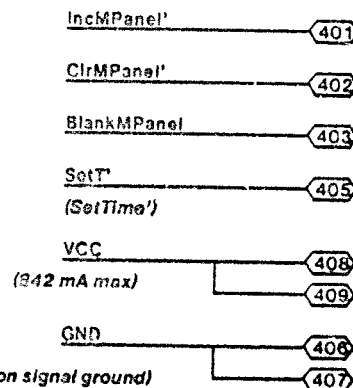 IncMPanel' 401
ClrMPanel' 402
BlankMPanel 403
SetT' 405
(SetTime')
VCC 408
(842 mA max) 409
GND 406
on signal ground) 407